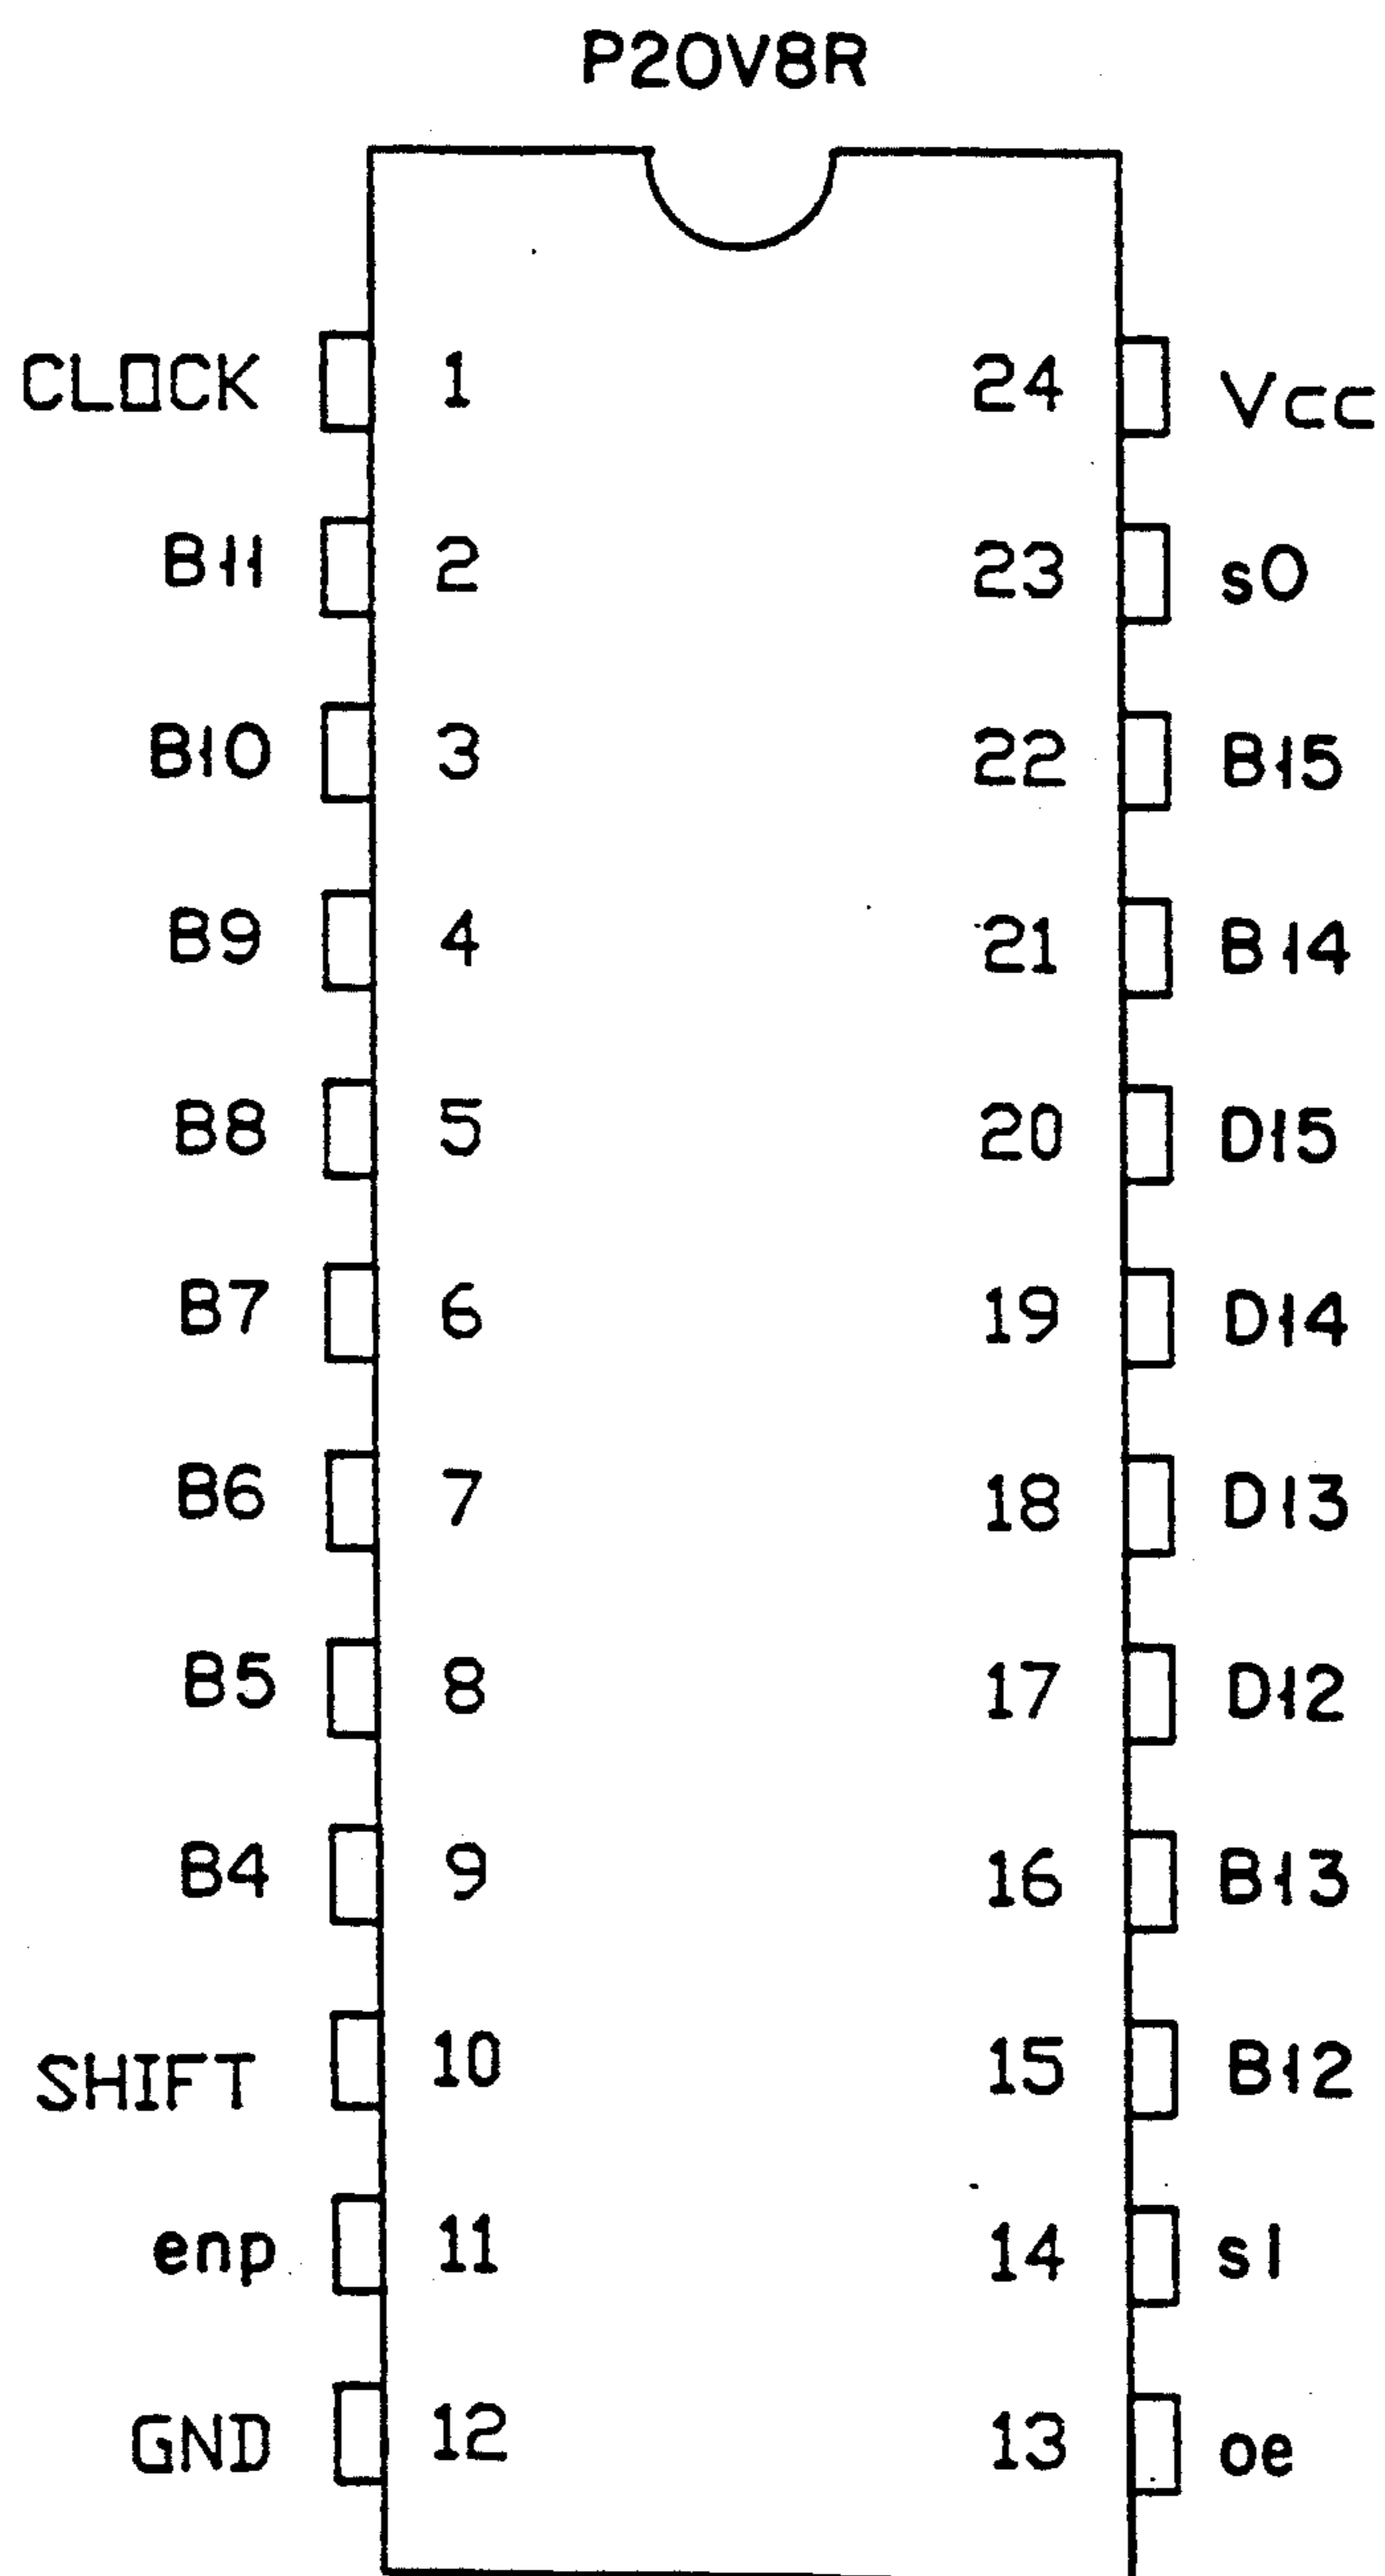 P20V8R
CLOCK 1 24 Vcc
B11 2 23 s0
B10 3 22 B15
B9 4 21 B14
B8 5 20 D15
B7 6 19 D14
B6 7 18 D13
B5 8 17 D12
B4 9 16 B13
SHIFT 10 15 B12
enp 11 14 s1
GND 12 13 oe